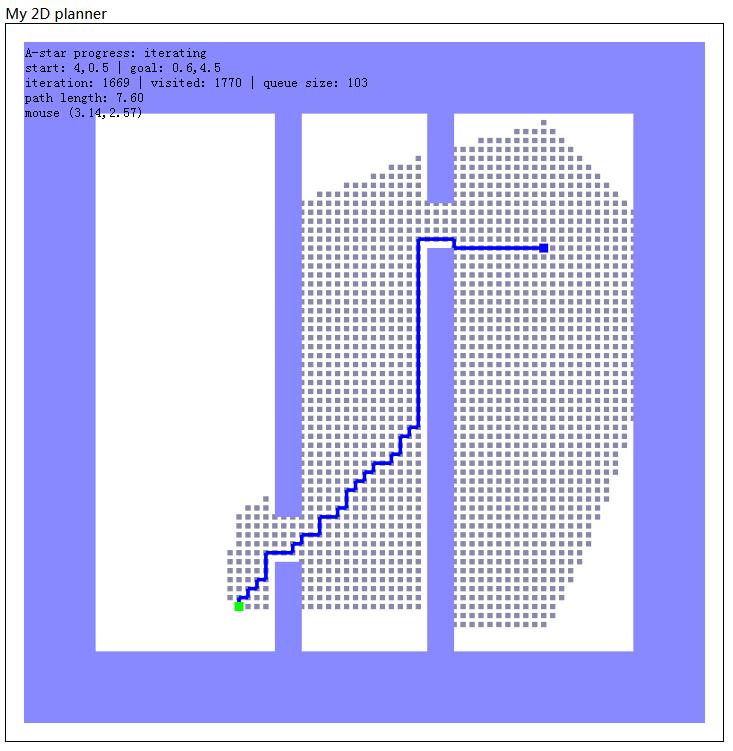 My 2D planner
A-star progress: iterating
start: 4,0.5 | goal: 0.6,4.5
iteration: 1669 | visited: 1770 | queue size: 103
path length: 7.60
mouse (3.14,2.57)